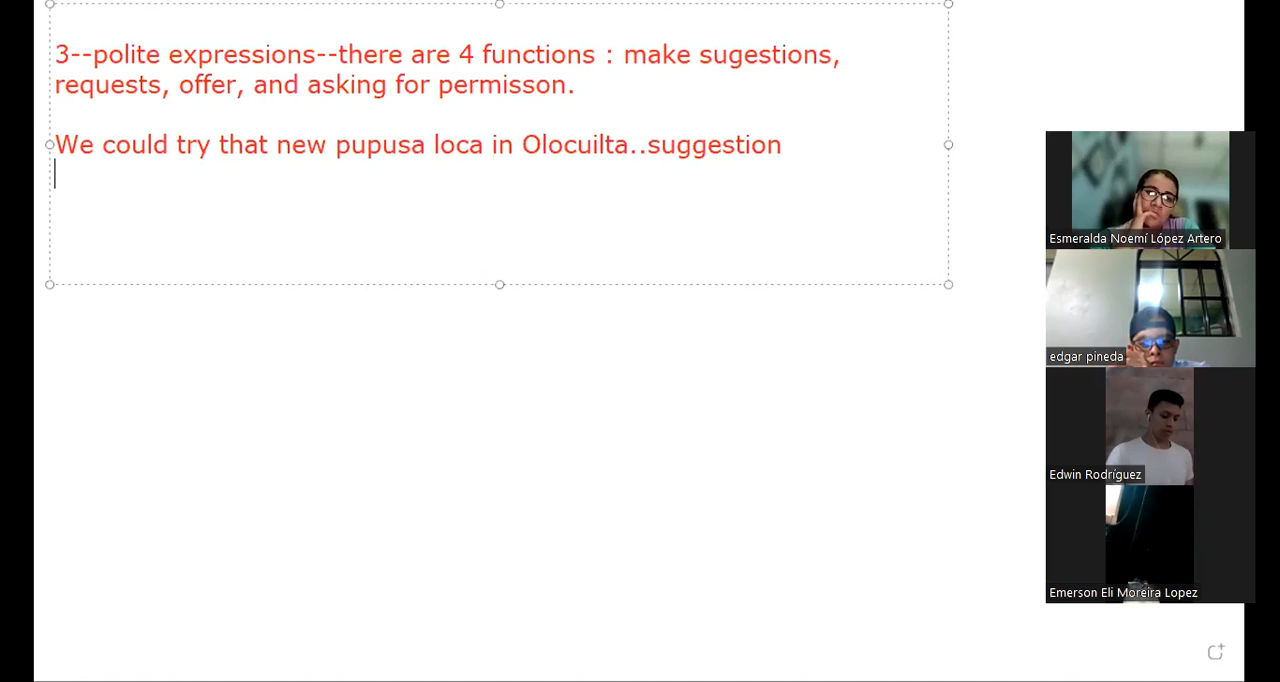 3--polite expressions--there are 4 functions : make sugestions,
requests, offer, and asking for permisson.
We could try that new pupusa loca in Olocuilta..suggestion
Esmeralda Noemí López Artero
edgar pineda
Edwin Rodríguez
Emerson Eli Moreira Lopez